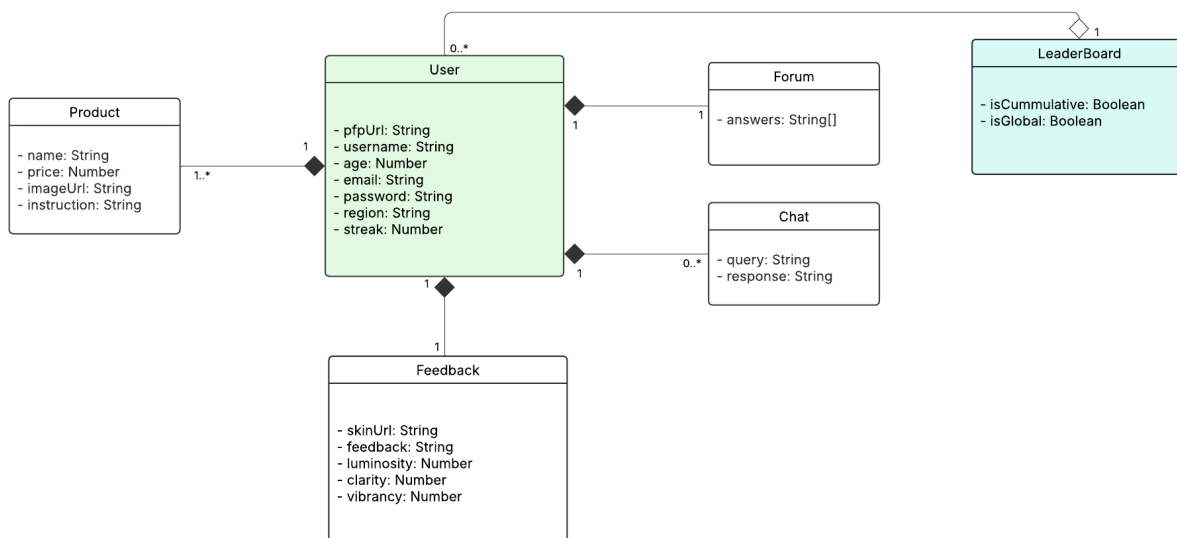 0..*
1
User
- pfpUrl: String
- username: String
- age: Number
- email: String
- password: String
- region: String
- streak: Number
Forum
- answers: String[]
LeaderBoard
- isCummulative: Boolean
- isGlobal: Boolean
Product
- name: String
- price: Number
- imageUrl: String
- instruction: String
1
1..*
1
1
Chat
- query: String
- response: String
1
0..*
1
1
Feedback
- skinUrl: String
- feedback: String
- luminosity: Number
- clarity: Number
- vibrancy: Number